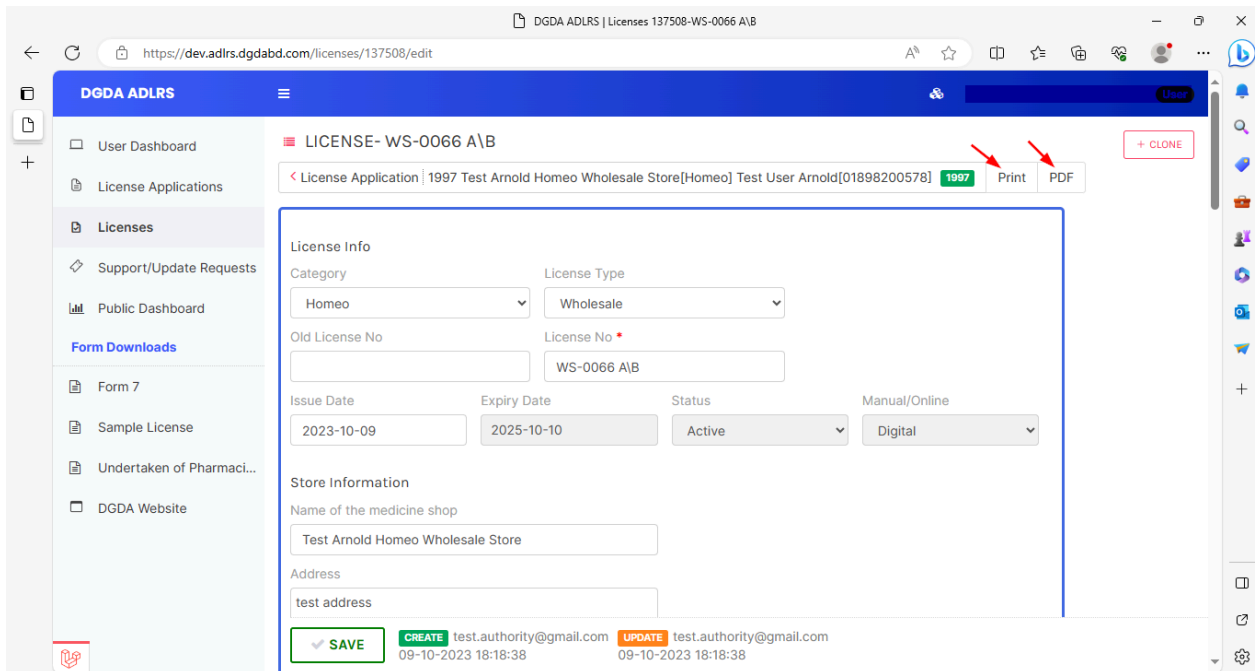 DGDA ADLRS | Licenses 137508-WS-0066 A\B
https://dev.adlrs.dgdabd.com/licenses/137508/edit
DGDA ADLRS
User
User Dashboard
License Applications
Licenses
Support/Update Requests
Public Dashboard
Form Downloads
Form 7
Sample License
Undertaken of Pharmaci...
DGDA Website
LICENSE- WS-0066 A\B
+ CLONE
License Application 1997 Test Arnold Homeo Wholesale Store[Homeo] Test User Arnold[01898200578] 1997 Print PDF
License Info
Category License Type
Homeo Wholesale
Old License No License No *
WS-0066 A\B
Issue Date Expiry Date Status Manual/Online
2023-10-09 2025-10-10 Active Digital
Store Information
Name of the medicine shop
Test Arnold Homeo Wholesale Store
Address
test address
SAVE
CREATE test.authority@gmail.com UPDATE test.authority@gmail.com
09-10-2023 18:18:38 09-10-2023 18:18:38